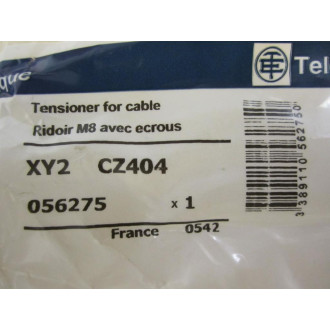 que
Tel
Tensioner for cable
Ridoir M8 avec ecrous
XY2 CZ404
056275 x 1
France 0542
3 389110 562750